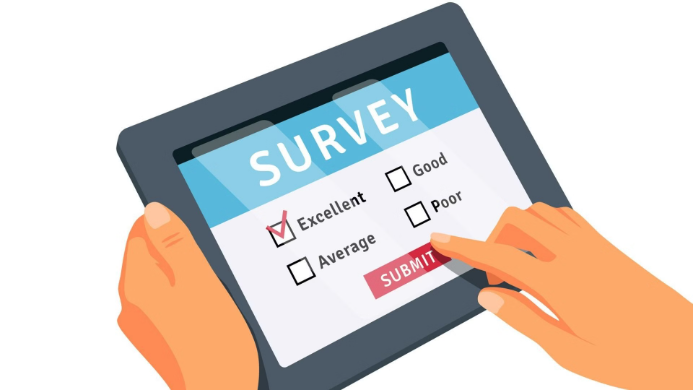 SURVEY
Excellent Good
Average Poor
SUBMIT